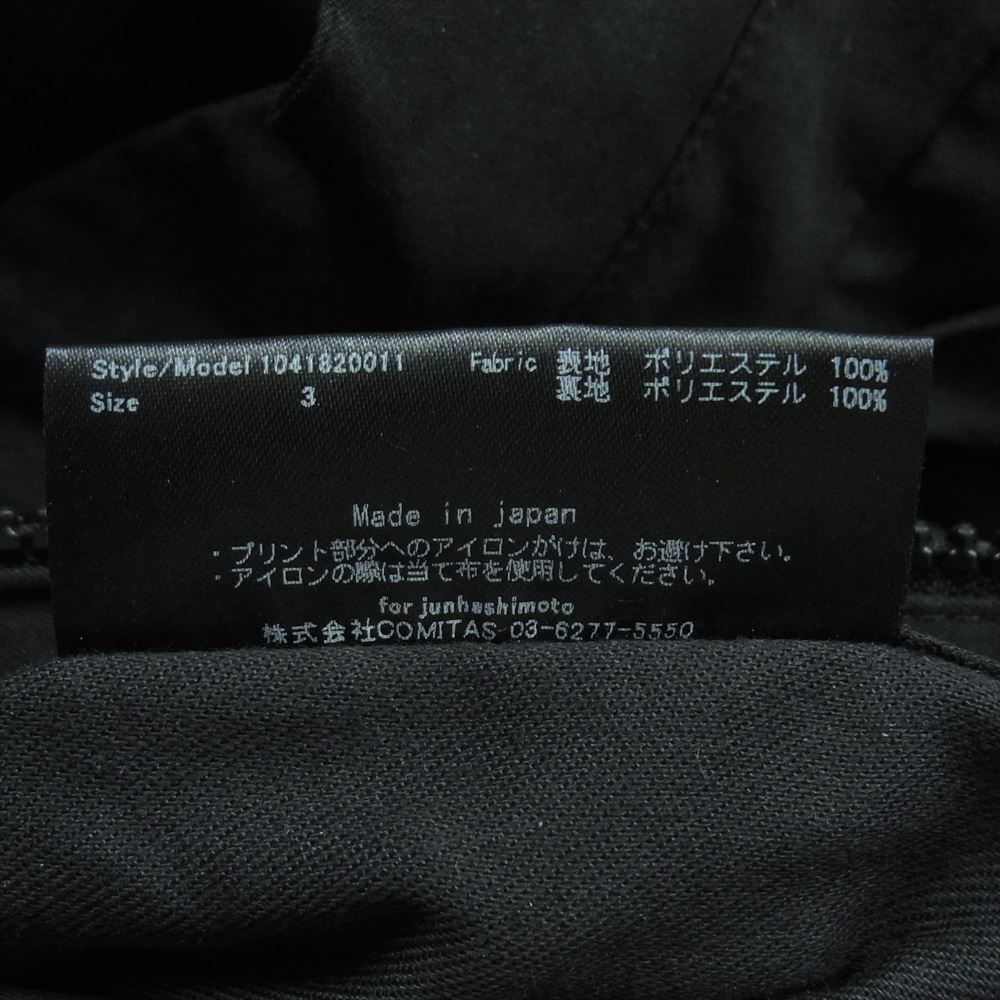 Style/Model 1041820011 Fabric 表地 ポリエステル 100%
Size 3 裏地 ポリエステル 100%
Made in japan
・プリント部分へのアイロンがけは、お避け下さい。
・アイロンの際は当て布を使用してください。
for junhashimoto
株式会社COMITAS 03-6277-5550